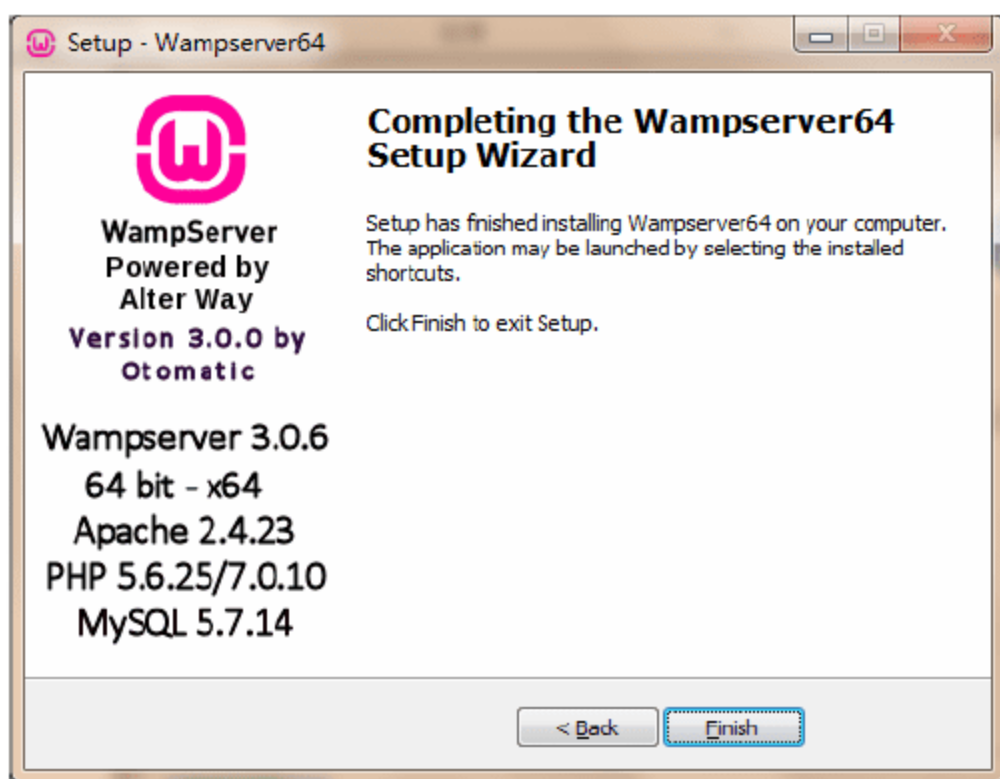 Setup - Wampserver64
WampServer
Powered by
Alter Way
Version 3.0.0 by
Otomatic
Wampserver 3.0.6
64 bit - x64
Apache 2.4.23
PHP 5.6.25/7.0.10
MySQL 5.7.14
Completing the Wampserver64
Setup Wizard
Setup has finished installing Wampserver64 on your computer.
The application may be launched by selecting the installed
shortcuts.
Click Finish to exit Setup.
< Back
Finish